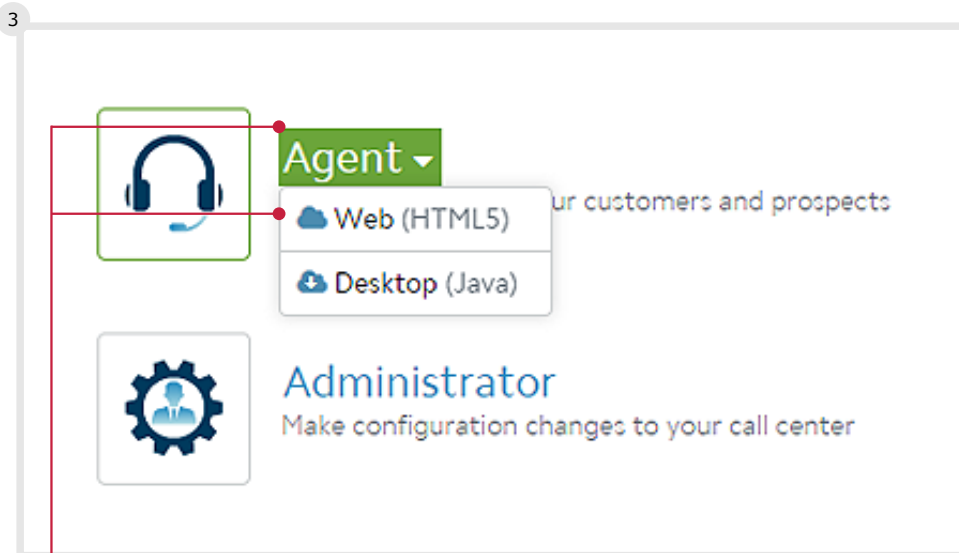 3
Agent
Web (HTML5)
ur customers and prospects
Desktop (Java)
Administrator
Make configuration changes to your call center